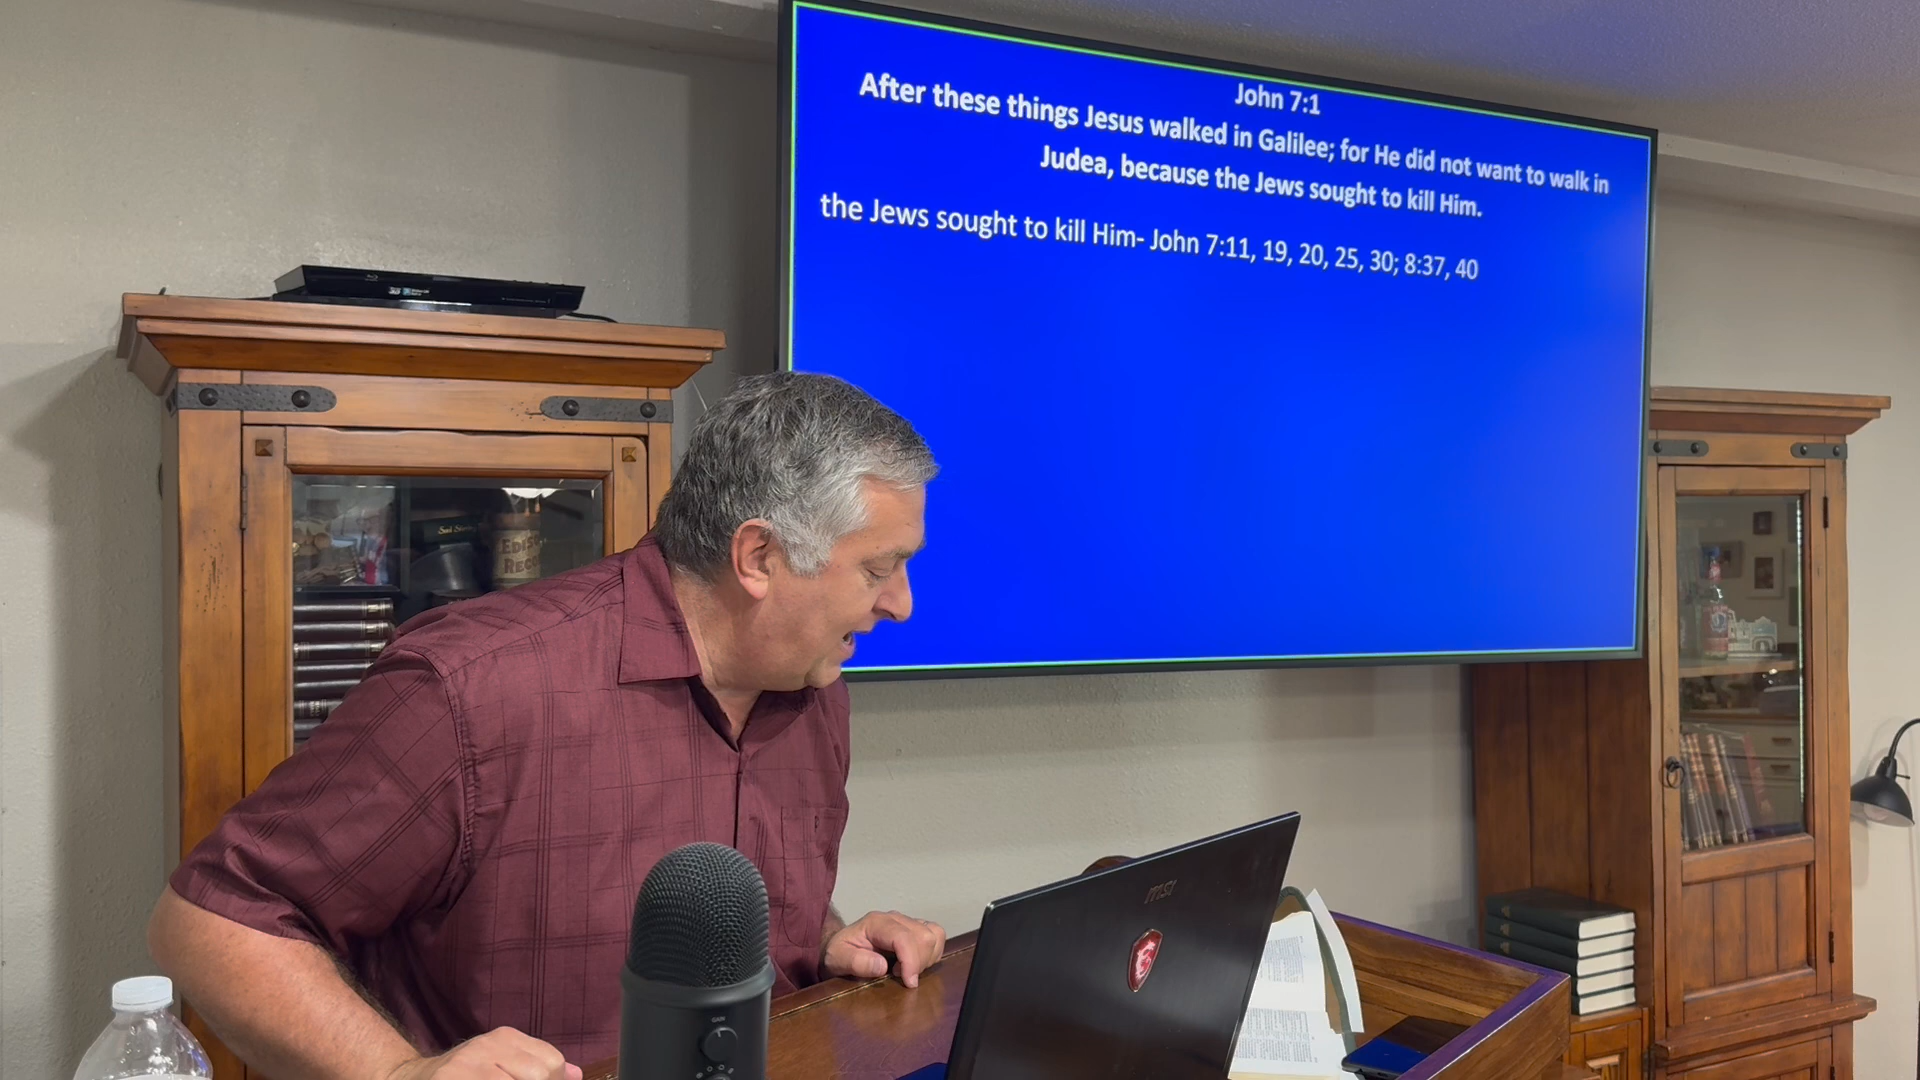 John 7:1
After these things Jesus walked in Galilee; for He did not want to walk in
Judea, because the Jews sought to kill Him.
the Jews sought to kill Him- John 7:11, 19, 20, 25, 30; 8:37, 40
msi
GAIN